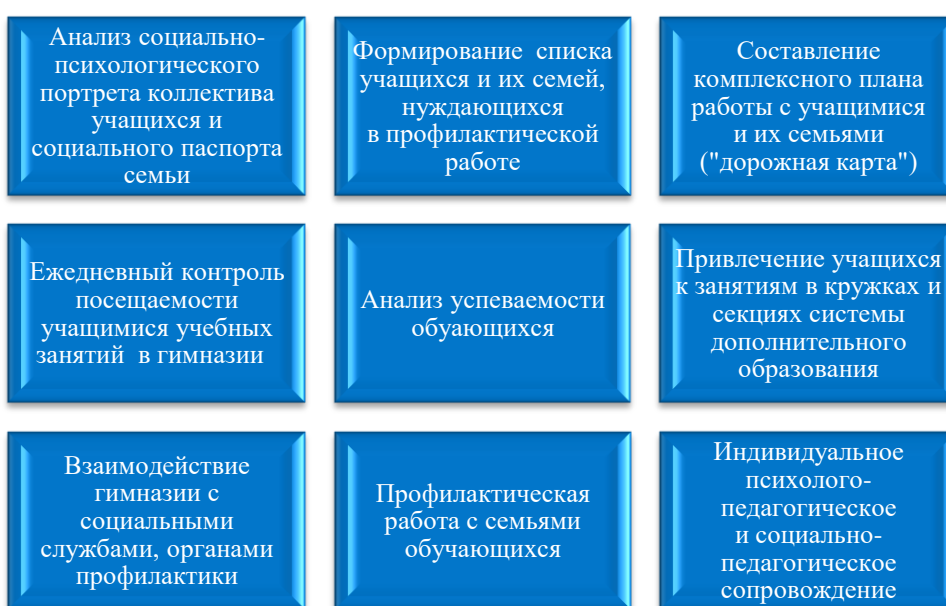 Анализ социально-
психологического
портрета коллектива
учащихся и
социального паспорта
семьи
Формирование списка
учащихся и их семей,
нуждающихся
в профилактической
работе
Составление
комплексного плана
работы с учащимися
и их семьями
("дорожная карта")
Ежедневный контроль
посещаемости
учащимися учебных
занятий в гимназии
Анализ успеваемости
обуающихся
Привлечение учащихся
к занятиям в кружках и
секциях системы
дополнительного
образования
Взаимодействие
гимназии с
социальными
службами, органами
профилактики
Профилактическая
работа с семьями
обучающихся
Индивидуальное
психолого-
педагогическое
и социально-
педагогическое
сопровождение